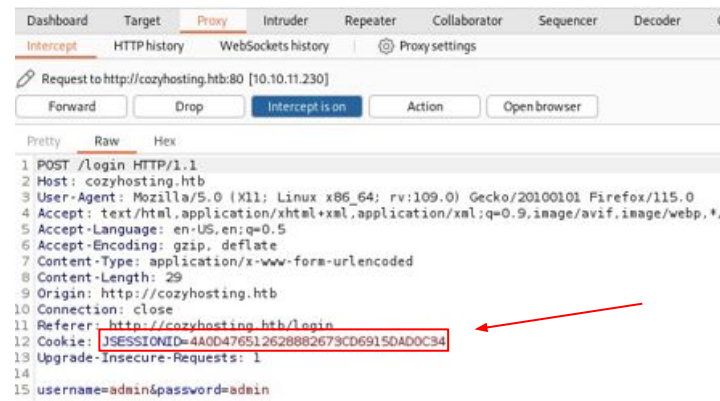 Dashboard Target Proxy Intruder Repeater Collaborator Sequencer Decoder
Intercept HTTP history WebSockets history Proxy settings
Request to http://cozyhosting.htb:80 [10.10.11.230]
Forward Drop Intercept is on Action Open browser
Pretty Raw Hex
1 POST /login HTTP/1.1
2 Host: cozyhosting.htb
3 User-Agent: Mozilla/5.0 (X11; Linux x86_64; rv:109.0) Gecko/20100101 Firefox/115.0
4 Accept: text/html,application/xhtml+xml,application/xml;q=0.9,image/avif,image/webp,*,
5 Accept-Language: en-US,en;q=0.5
6 Accept-Encoding: gzip, deflate
7 Content-Type: application/x-www-form-urlencoded
8 Content-Length: 29
9 Origin: http://cozyhosting.htb
10 Connection: close
11 Referer: http://cozyhosting.htb/login
12 Cookie: JSESSIONID=4A0D476512628882673CD6915DAD0C34
13 Upgrade-Insecure-Requests: 1
14
15 username=admin&password=admin